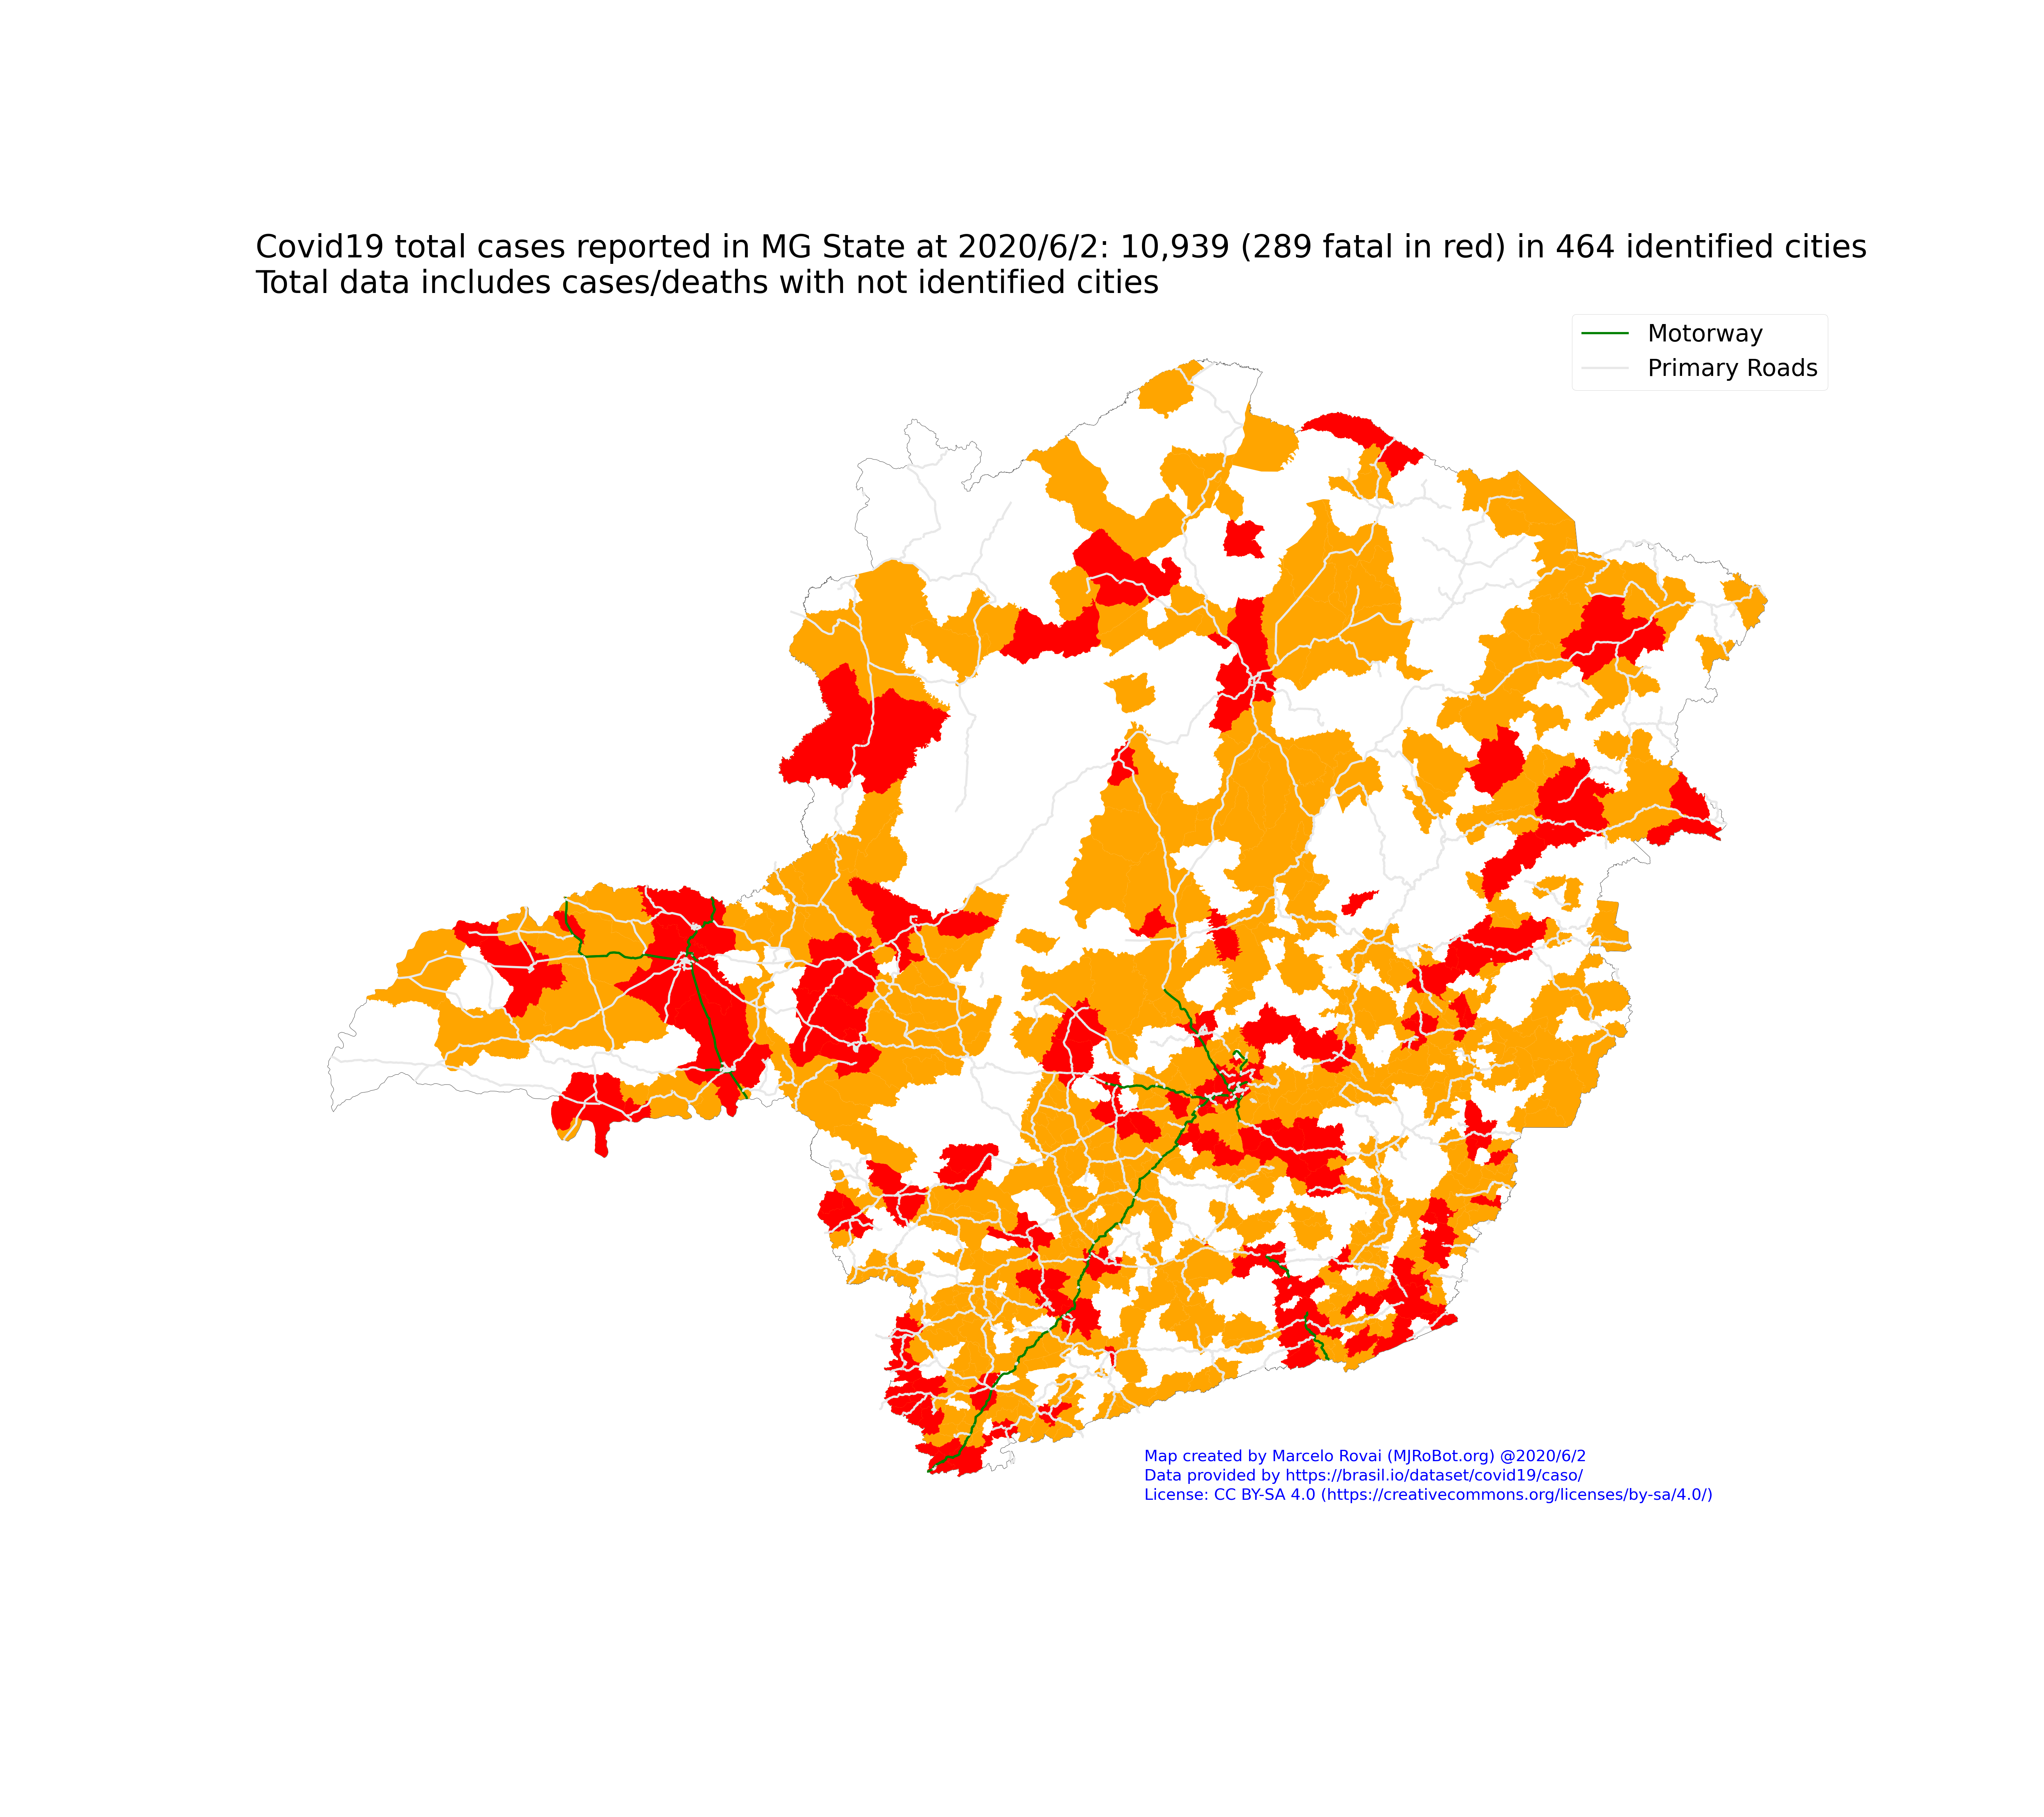 Covid19 total cases reported in MG State at 2020/6/2: 10,939 (289 fatal in red) in 464 identified cities
Total data includes cases/deaths with not identified cities
Motorway
Primary Roads
Map created by Marcelo Rovai (MJRoBot.org) @2020/6/2
Data provided by https://brasil.io/dataset/covid19/caso/
License: CC BY-SA 4.0 (https://creativecommons.org/licenses/by-sa/4.0/)